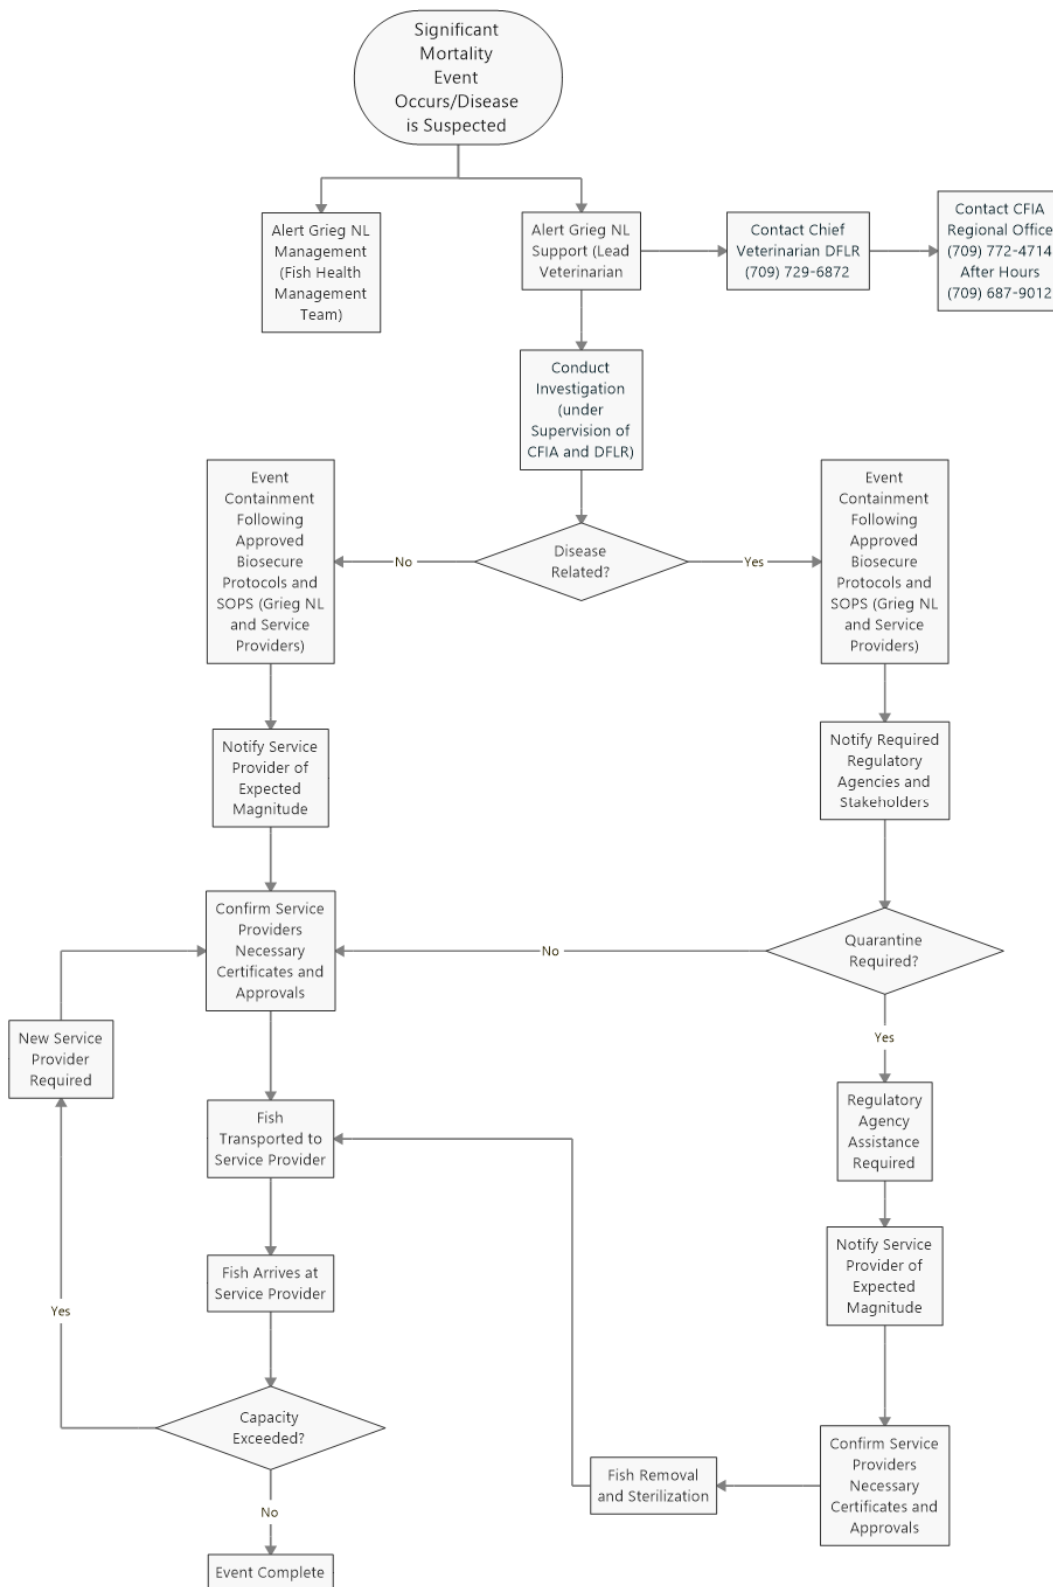 Significant
Mortality
Event
Occurs/Disease
is Suspected
Alert Grieg NL
Management
(Fish Health
Management
Team)
Alert Grieg NL
Support (Lead
Veterinarian
Contact Chief
Veterinarian DFLR
(709) 729-6872
Contact CFIA
Regional Office
(709) 772-4714
After Hours
(709) 687-9012
Conduct
Investigation
(under
Supervision of
CFIA and DFLR)
Disease
Related?
No
Yes
Event
Containment
Following
Approved
Biosecure
Protocols and
SOPS (Grieg NL
and Service
Providers)
Event
Containment
Following
Approved
Biosecure
Protocols and
SOPS (Grieg NL
and Service
Providers)
Notify Service
Provider of
Expected
Magnitude
Notify Required
Regulatory
Agencies and
Stakeholders
Confirm Service
Providers
Necessary
Certificates and
Approvals
No
Quarantine
Required?
Yes
New Service
Provider
Required
Fish
Transported to
Service Provider
Regulatory
Agency
Assistance
Required
Fish Arrives at
Service Provider
Notify Service
Provider of
Expected
Magnitude
Yes
Capacity
Exceeded?
Fish Removal
and Sterilization
Confirm Service
Providers
Necessary
Certificates and
Approvals
No
Event Complete